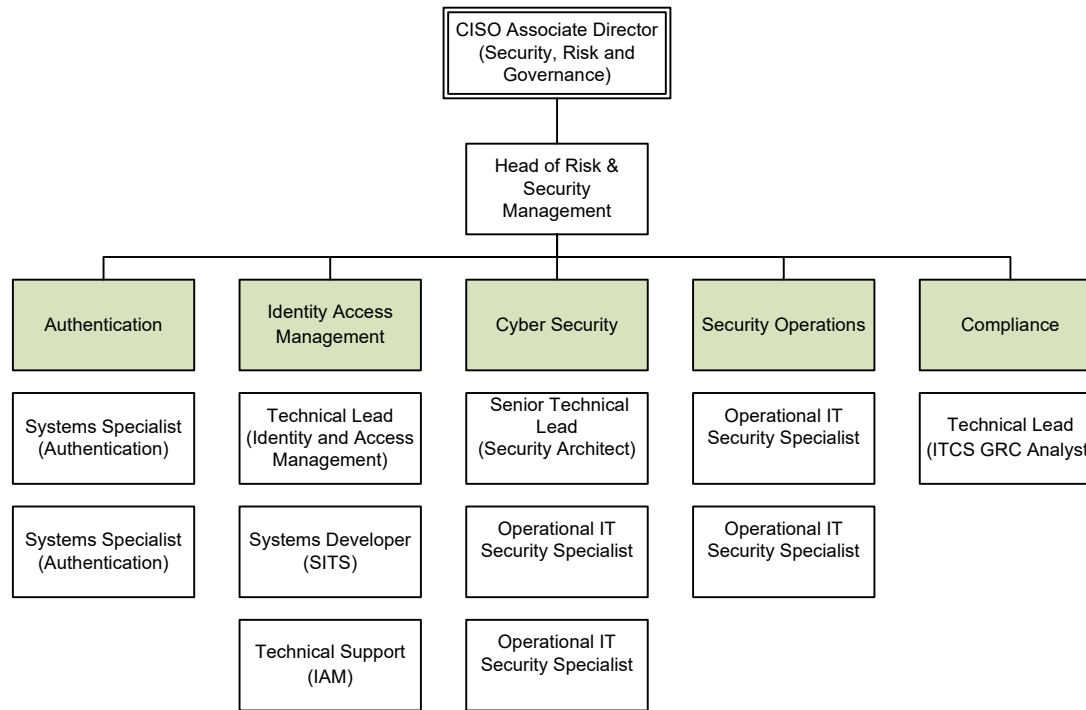 CISO Associate Director
(Security, Risk and
Governance)
Head of Risk &
Security
Management
Authentication
Identity Access
Management
Cyber Security
Security Operations
Compliance
Systems Specialist
(Authentication)
Technical Lead
(Identity and Access
Management)
Senior Technical
Lead
(Security Architect)
Operational IT
Security Specialist
Technical Lead
(ITCS GRC Analyst
Systems Specialist
(Authentication)
Systems Developer
(SITS)
Operational IT
Security Specialist
Operational IT
Security Specialist
Technical Support
(IAM)
Operational IT
Security Specialist